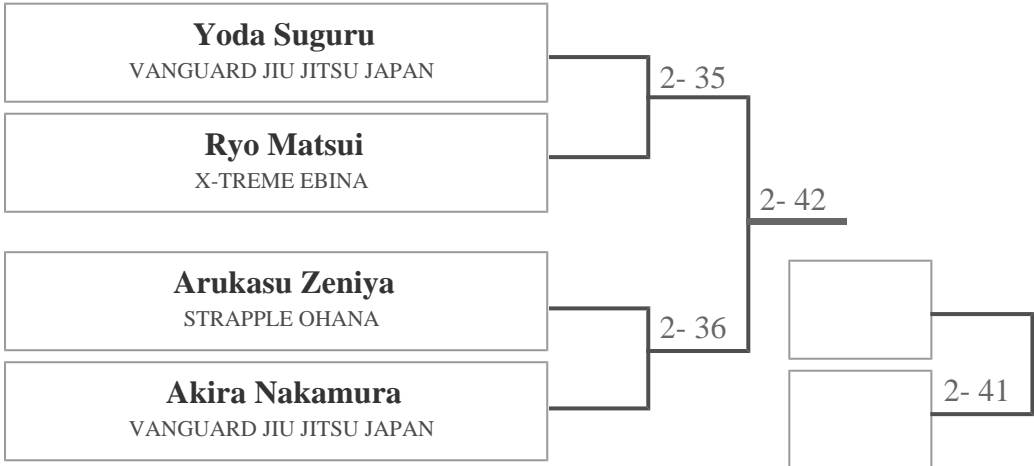 Yoda Suguru
VANGUARD JIU JITSU JAPAN
2- 35
Ryo Matsui
X-TREME EBINA
2- 42
Arukasu Zeniya
STRAPPLE OHANA
2- 36
Akira Nakamura
VANGUARD JIU JITSU JAPAN
2- 41